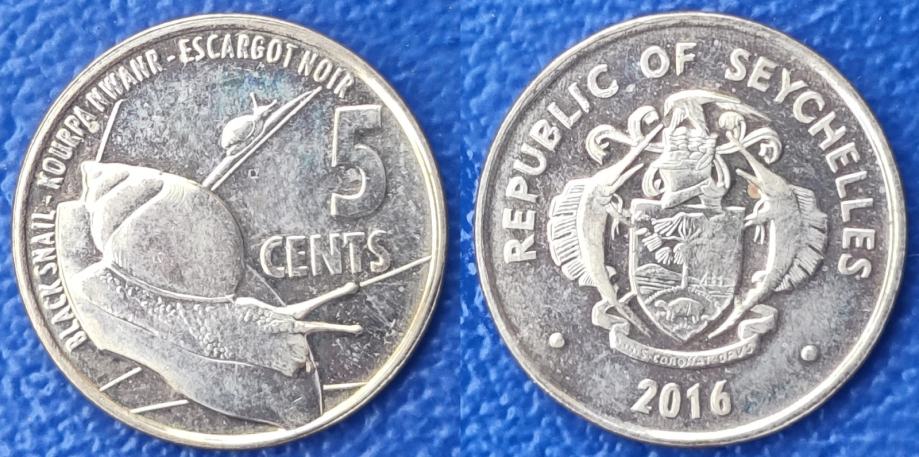 BLACK SNAIL - KOURPA NWANR - ESCARGOT NOIR
5
CENTS
REPUBLIC OF SEYCHELLES
2016